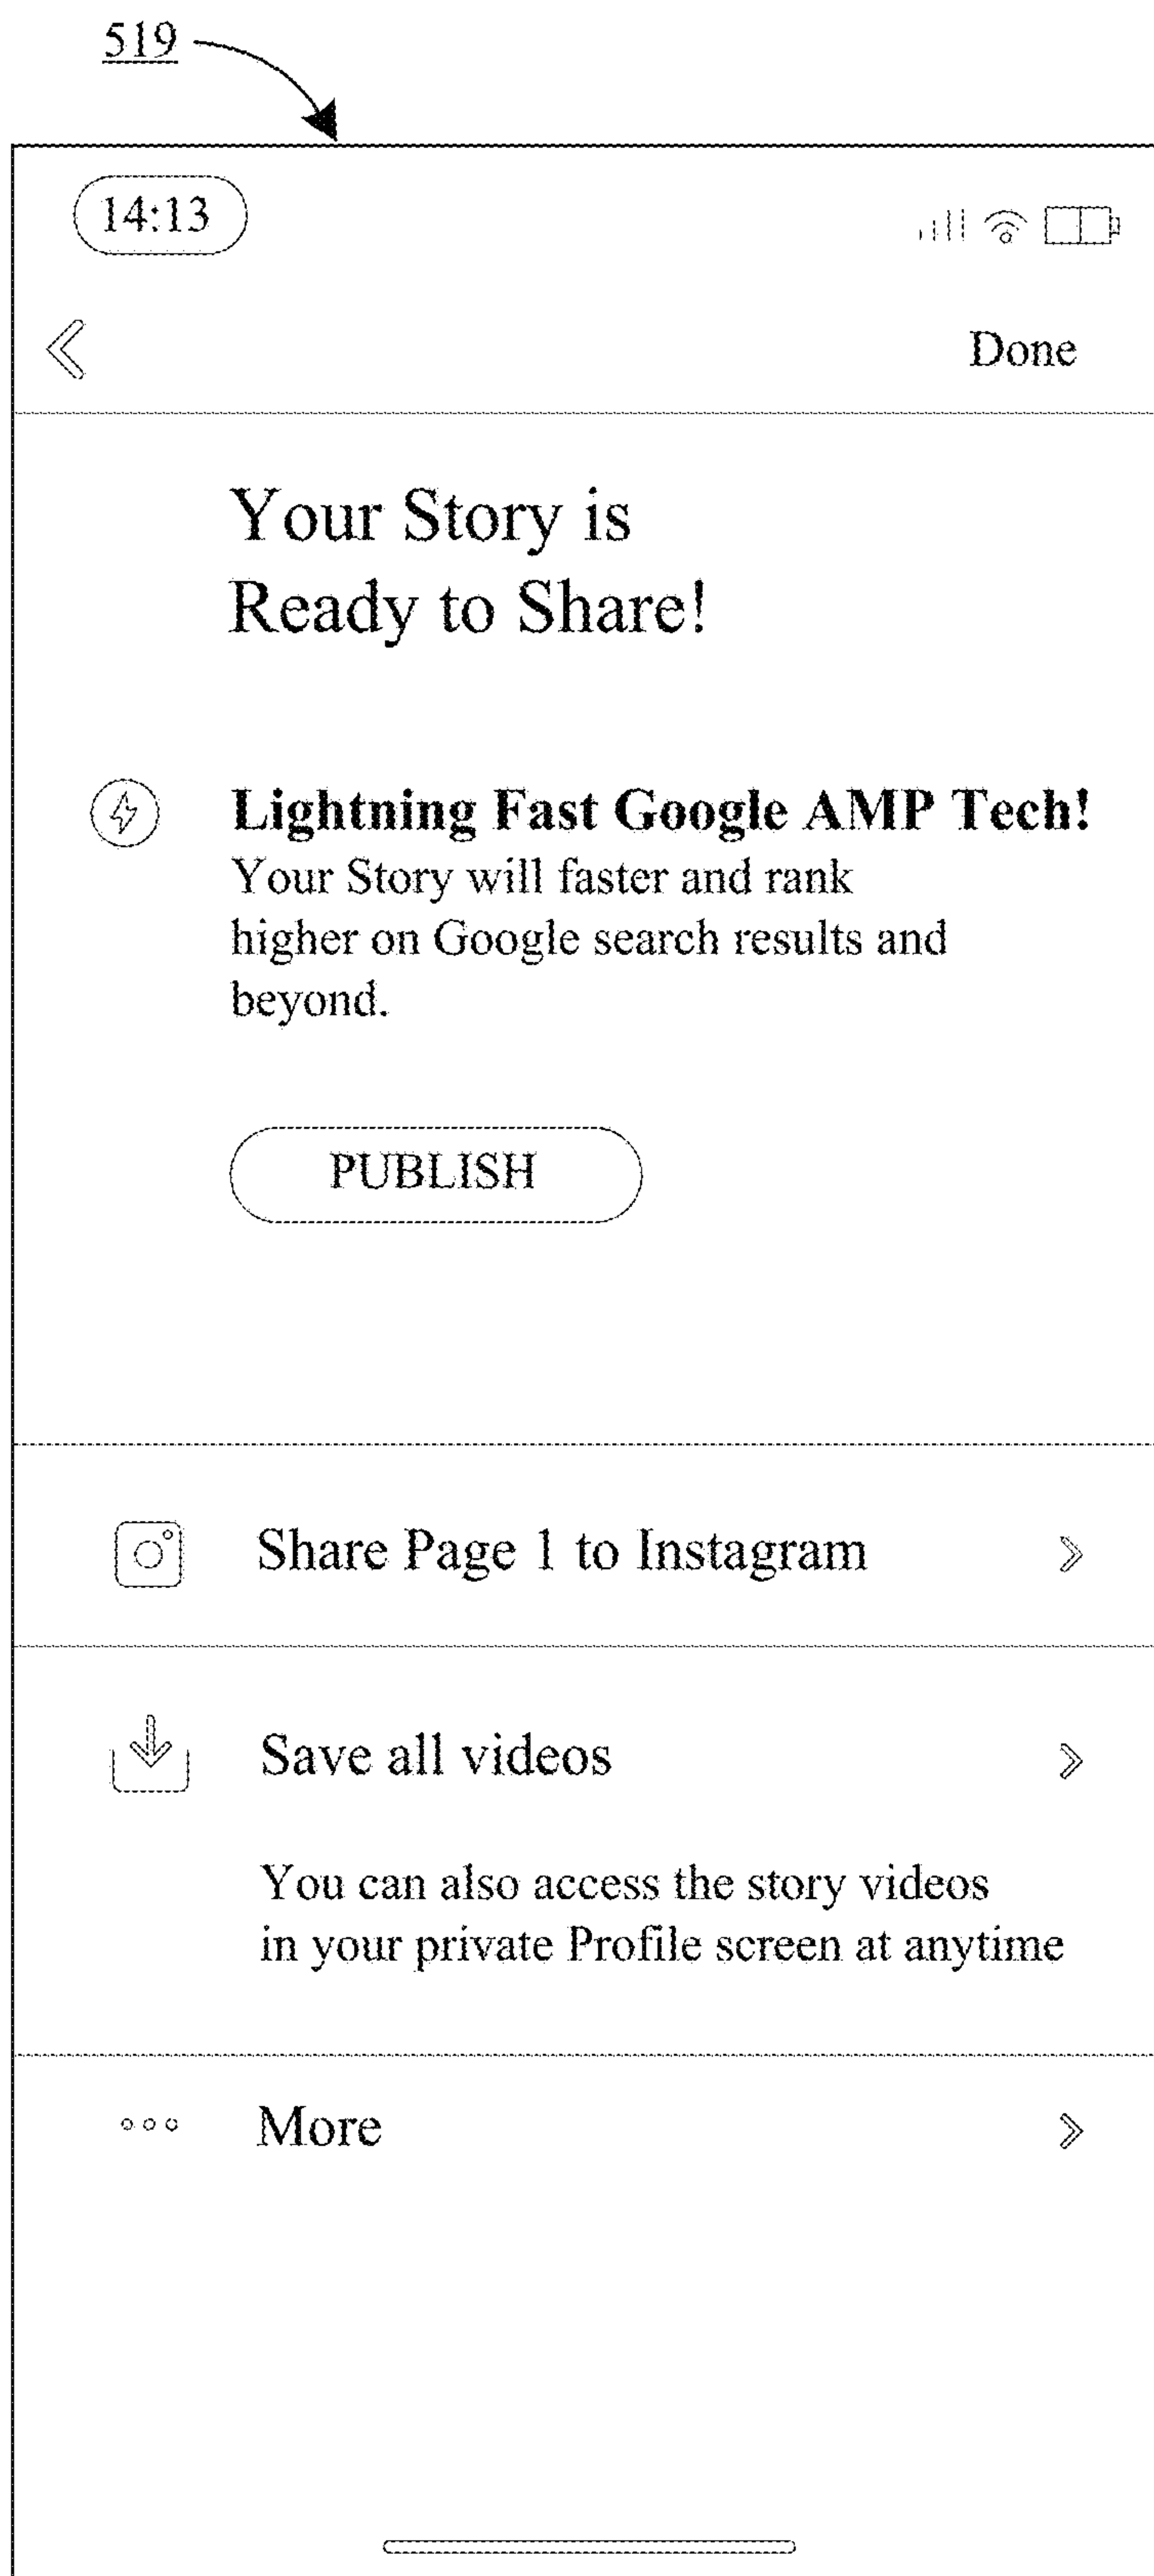 519
14:13
Done
Your Story is
Ready to Share!
Lightning Fast Google AMP Tech!
Your Story will faster and rank
higher on Google search results and
beyond.
PUBLISH
Share Page 1 to Instagram
Save all videos
You can also access the story videos
in your private Profile screen at anytime
More